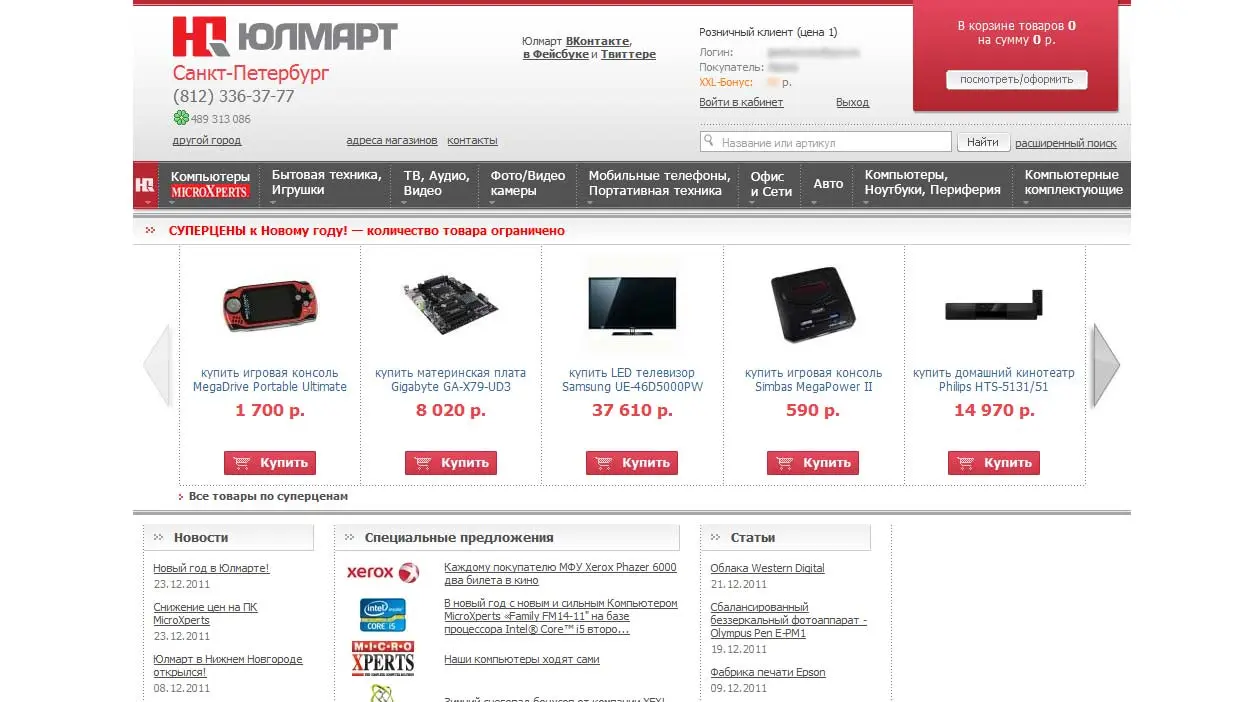 ЮЛМАРТ
Санкт-Петербург
(812) 336-37-77
489 313 086
другой город
адреса магазинов контакты
Юлмарт ВКонтакте,
в Фейсбуке и Твиттере
Розничный клиент (цена 1)
Логин:
Покупатель:
XXL-Бонус: р.
Войти в кабинет Выход
В корзине товаров 0
на сумму 0 р.
посмотреть/оформить
Название или артикул Найти расширенный поиск
Компьютеры
MICROXPERTS
Бытовая техника,
Игрушки
ТВ, Аудио,
Видео
Фото/Видео
камеры
Мобильные телефоны,
Портативная техника
Офис
и Сети
Авто
Компьютеры,
Ноутбуки, Периферия
Компьютерные
комплектующие
СУПЕРЦЕНЫ к Новому году! — количество товара ограничено
купить игровая консоль
MegaDrive Portable Ultimate
1 700 р.
Купить
купить материнская плата
Gigabyte GA-X79-UD3
8 020 р.
Купить
купить LED телевизор
Samsung UE-46D5000PW
37 610 р.
Купить
купить игровая консоль
Simbas MegaPower II
590 р.
Купить
купить домашний кинотеатр
Philips HTS-5131/51
14 970 р.
Купить
Все товары по суперценам
Новости
Новый год в Юлмарте!
23.12.2011
Снижение цен на ПК
MicroXperts
23.12.2011
Юлмарт в Нижнем Новгороде
открылся!
08.12.2011
Специальные предложения
xerox
Каждому покупателю МФУ Xerox Phazer 6000
два билета в кино
intel
CORE i5
В новый год с новым и сильным Компьютером
MicroXperts «Family FM14-11" на базе
процессора Intel® Core™ i5 второ...
MICRO
XPERTS
Наши компьютеры ходят сами
Зимний снегопад бонусов от компании YFXI
Статьи
Облака Western Digital
21.12.2011
Сбалансированный
беззеркальный фотоаппарат -
Olympus Pen E-PM1
19.12.2011
Фабрика печати Epson
09.12.2011